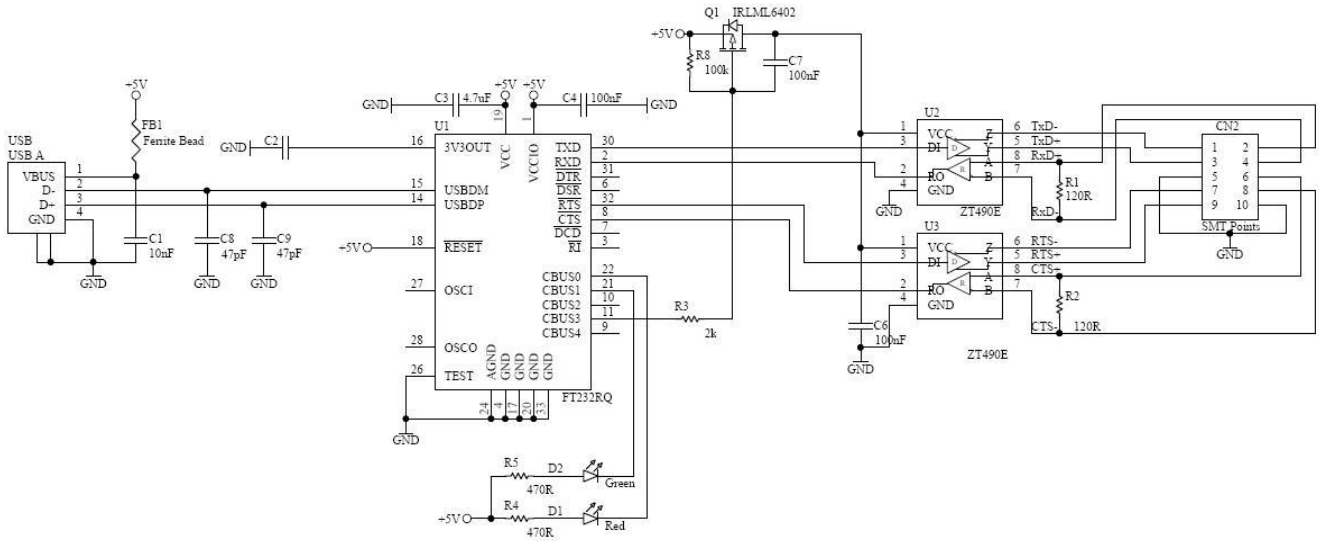 Q1 IRLML6402
+5V
R8
100k
C7
100nF
+5V
+5V
+5V
C3 4.7uF
GND
C4 100nF
GND
FB1
Ferrite Bead
USB
USB A
VBUS 1
D- 2
D+ 3
GND 4
GND
C2
C1
10nF
GND
C8
47pF
GND
C9
47pF
GND
+5V
U1
19
1
16 3V3OUT
VCC
VCCIO
15 USBDM
14 USBDP
18 RESET
27 OSCI
28 OSCO
26 TEST
TXD 30
RXD 2
DTR 31
DSR 6
RTS 32
CTS 8
DCD 7
RI 3
CBUS0 22
CBUS1 21
CBUS2 10
CBUS3 11
CBUS4 9
AGND
GND
GND
GND
GND
24
4
17
20
33
FT232RQ
GND
R3
2k
U2
1 VCC
3 DI
2 RO
4 GND
D
R
Z 6 TxD-
Y 5 TxD+
A 8 RxD+
B 7 RxD-
GND
ZT490E
R1
120R
U3
1 VCC
3 DI
2 RO
4 GND
D
R
Z 6 RTS-
Y 5 RTS+
A 8 CTS+
B 7 CTS-
ZT490E
R2
120R
C6
100nF
GND
CN2
1 2
3 4
5 6
7 8
9 10
SMT Points
GND
R5
470R
D2
Green
+5V
R4
470R
D1
Red